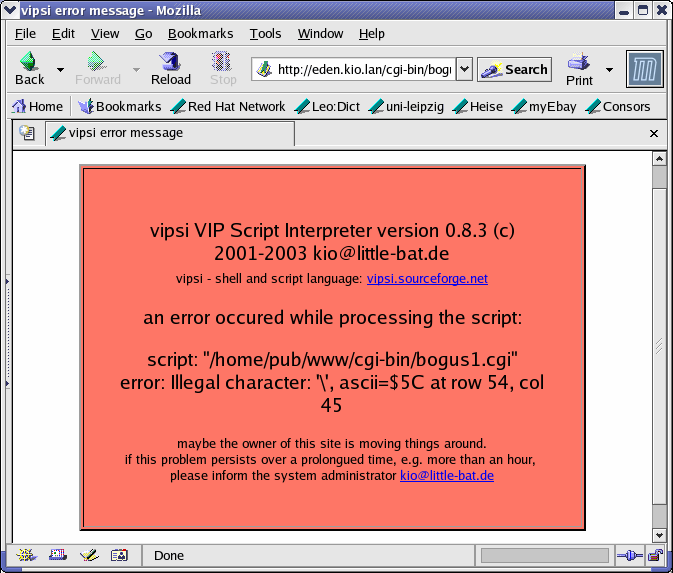 vipsi error message - Mozilla
File Edit View Go Bookmarks Tools Window Help
Back Forward Reload Stop http://eden.kio.lan/cgi-bin/bog Search Print
Home Bookmarks Red Hat Network Leo:Dict uni-leipzig Heise myEbay Consors
vipsi error message
vipsi VIP Script Interpreter version 0.8.3 (c)
2001-2003 kio@little-bat.de
vipsi - shell and script language: vipsi.sourceforge.net
an error occured while processing the script:
script: "/home/pub/www/cgi-bin/bogus1.cgi"
error: Illegal character: '\', ascii=$5C at row 54, col
45
maybe the owner of this site is moving things around.
if this problem persists over a prolongued time, e.g. more than an hour,
please inform the system administrator kio@little-bat.de
Done